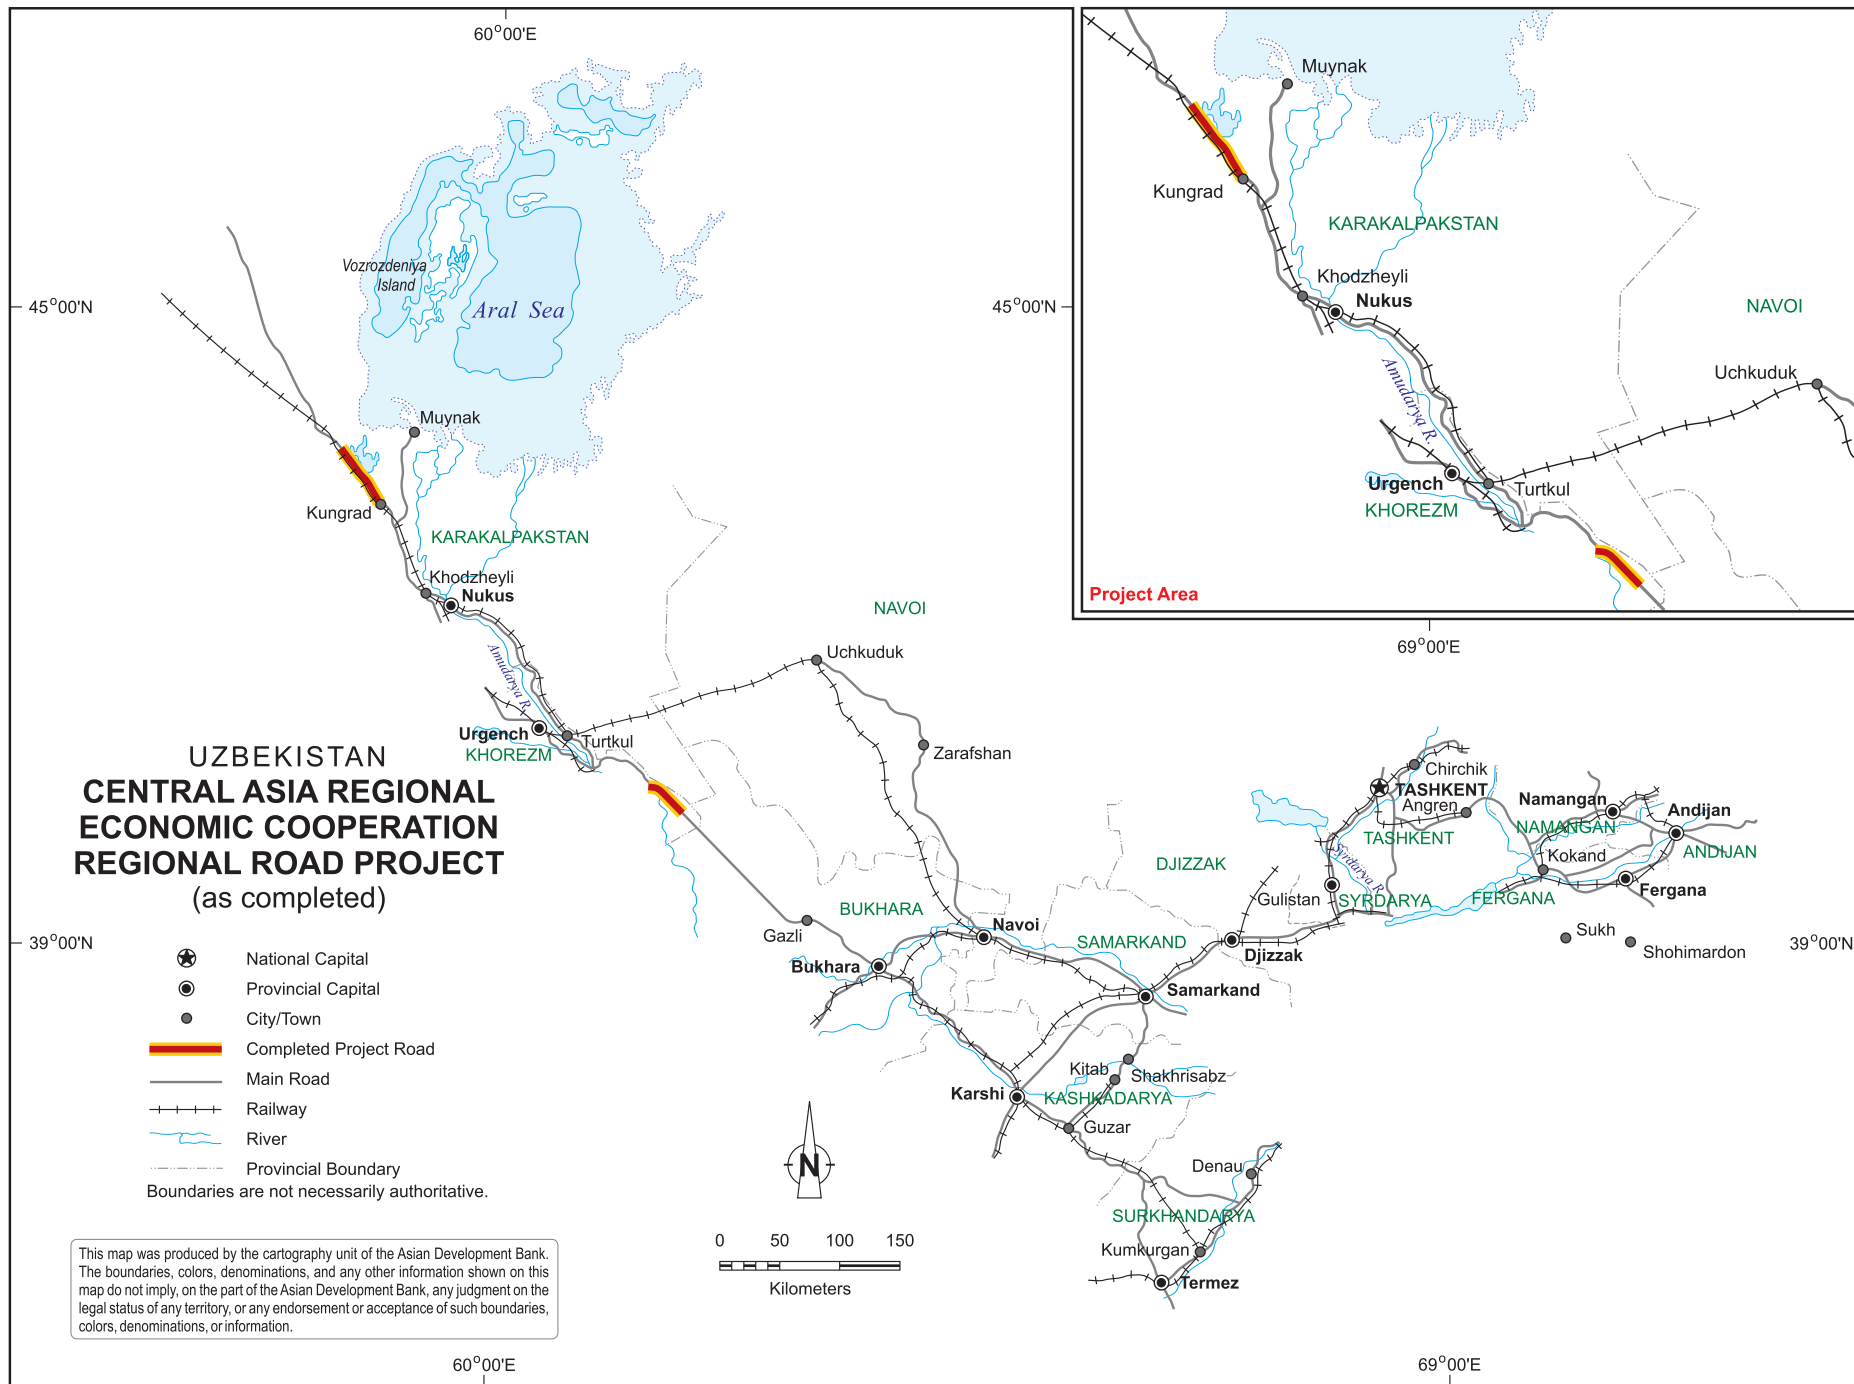 60°00'E
Muynak
Kungrad
KARAKALPAKSTAN
Khodzheyli
Nukus
NAVOI
Uchkuduk
Amudarya R.
Urgench
Turtkul
KHOREZM
Project Area
45°00'N
45°00'N
69°00'E
Vozrozdeniya
Island
Aral Sea
Muynak
Kungrad
KARAKALPAKSTAN
Khodzheyli
Nukus
NAVOI
Uchkuduk
Amudarya R.
Urgench
Turtkul
KHOREZM
Zarafshan
Chirchik
TASHKENT
Angren
TASHKENT
Namangan
NAMANGAN
Andijan
ANDIJAN
Kokand
Syrdarya R.
DJIZZAK
Gulistan
SYRDARYA
FERGANA
Fergana
BUKHARA
Gazli
Navoi
SAMARKAND
Sukh
Shohimardon
Bukhara
Djizzak
Samarkand
Kitab
Shakhrisabz
Karshi
KASHKADARYA
Guzar
Denau
SURKHANDARYA
Kumkurgan
Termez
39°00'N
39°00'N
UZBEKISTAN
CENTRAL ASIA REGIONAL
ECONOMIC COOPERATION
REGIONAL ROAD PROJECT
(as completed)
National Capital
Provincial Capital
City/Town
Completed Project Road
Main Road
Railway
River
Provincial Boundary
Boundaries are not necessarily authoritative.
N
0 50 100 150
Kilometers
This map was produced by the cartography unit of the Asian Development Bank.
The boundaries, colors, denominations, and any other information shown on this
map do not imply, on the part of the Asian Development Bank, any judgment on the
legal status of any territory, or any endorsement or acceptance of such boundaries,
colors, denominations, or information.
60°00'E
69°00'E